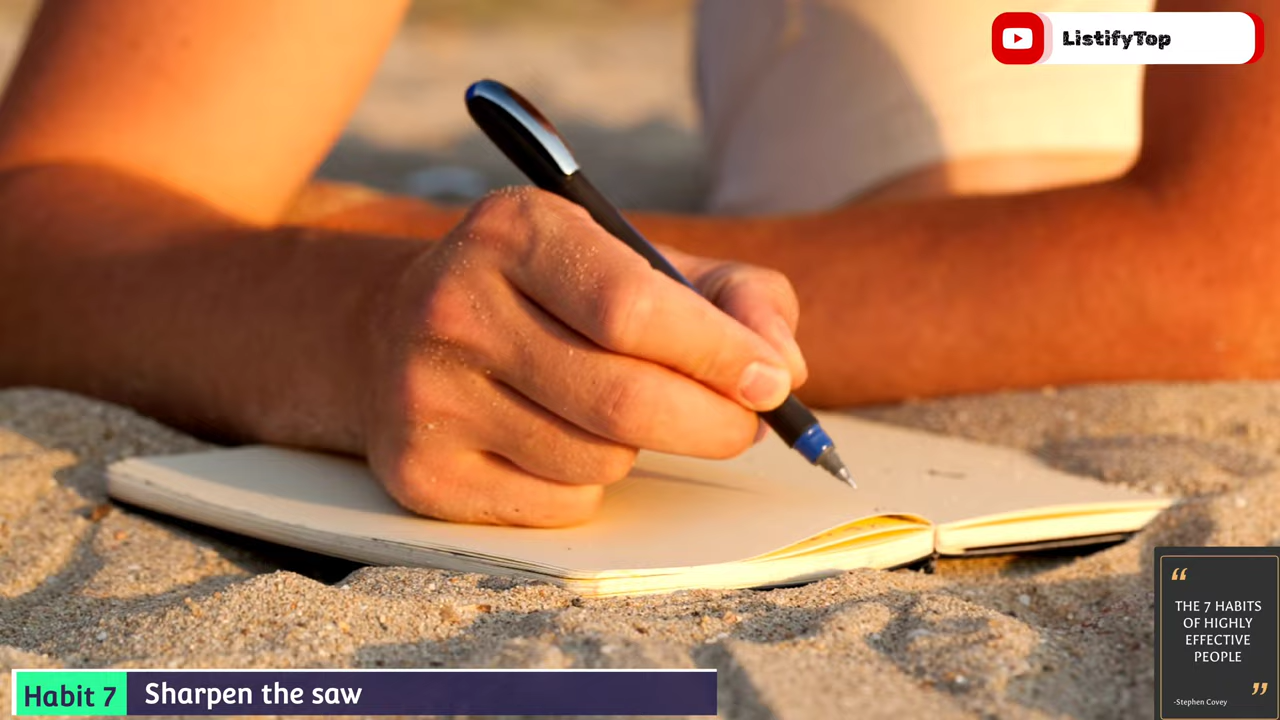 ListifyTop
“
THE 7 HABITS
OF HIGHLY
EFFECTIVE
PEOPLE
”
-Stephen Covey
Habit 7 Sharpen the saw